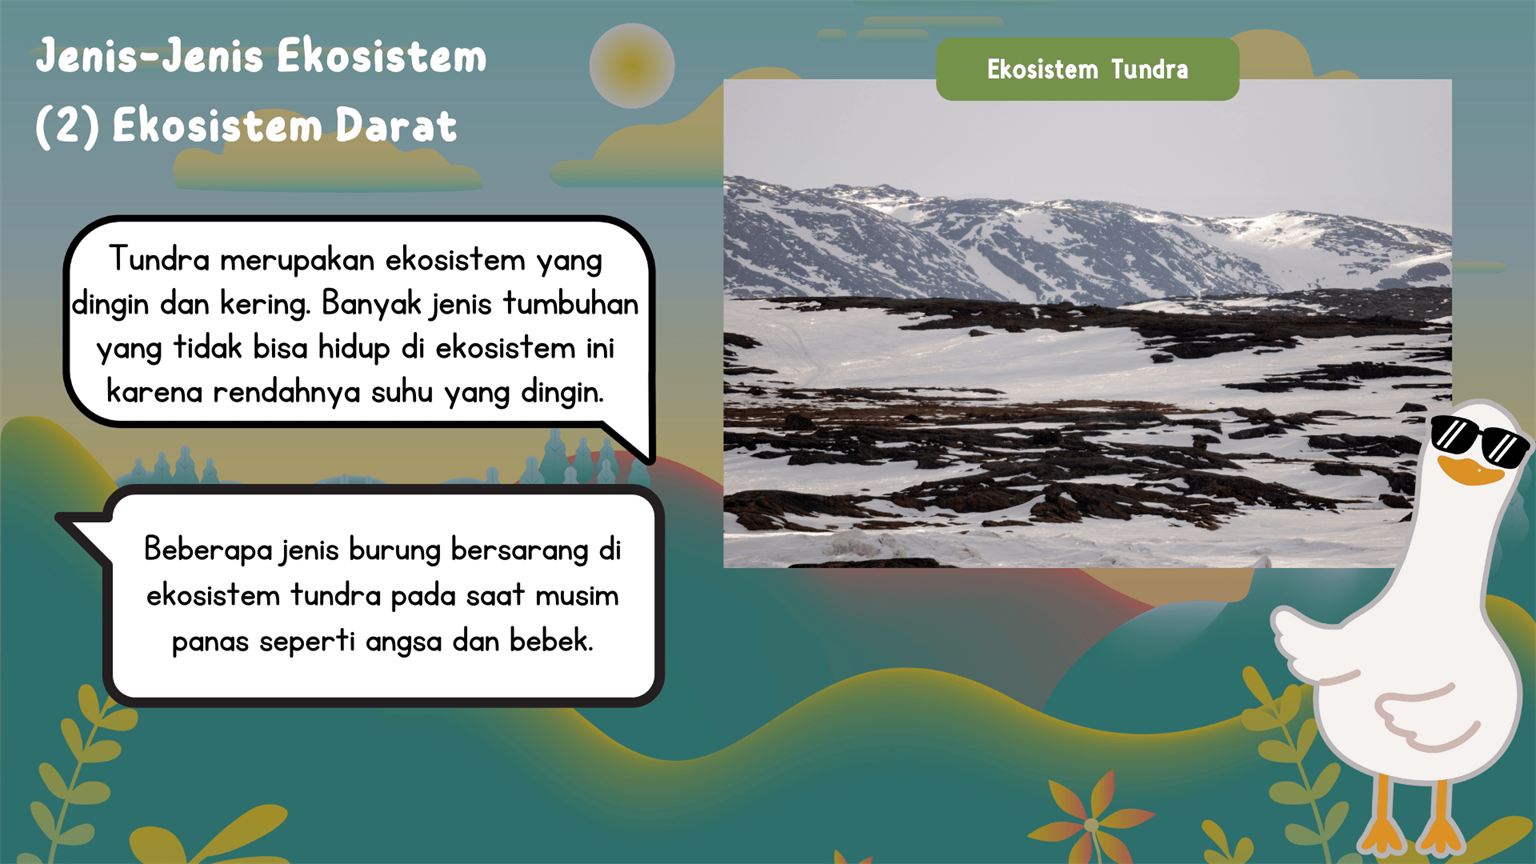 Jenis-Jenis Ekosistem
(2) Ekosistem Darat
Ekosistem Tundra
Tundra merupakan ekosistem yang
dingin dan kering. Banyak jenis tumbuhan
yang tidak bisa hidup di ekosistem ini
karena rendahnya suhu yang dingin.
Beberapa jenis burung bersarang di
ekosistem tundra pada saat musim
panas seperti angsa dan bebek.